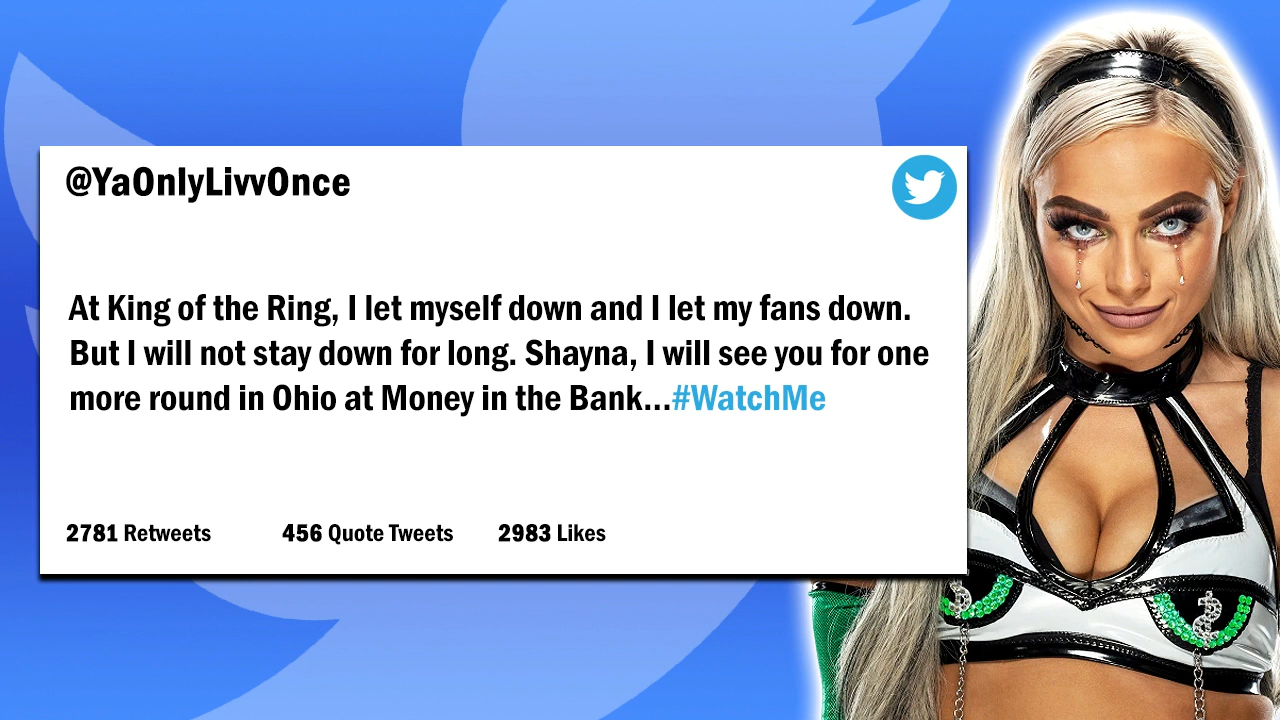 @YaOnlyLivvOnce
At King of the Ring, I let myself down and I let my fans down.
But I will not stay down for long. Shayna, I will see you for one
more round in Ohio at Money in the Bank...#WatchMe
2781 Retweets 456 Quote Tweets 2983 Likes